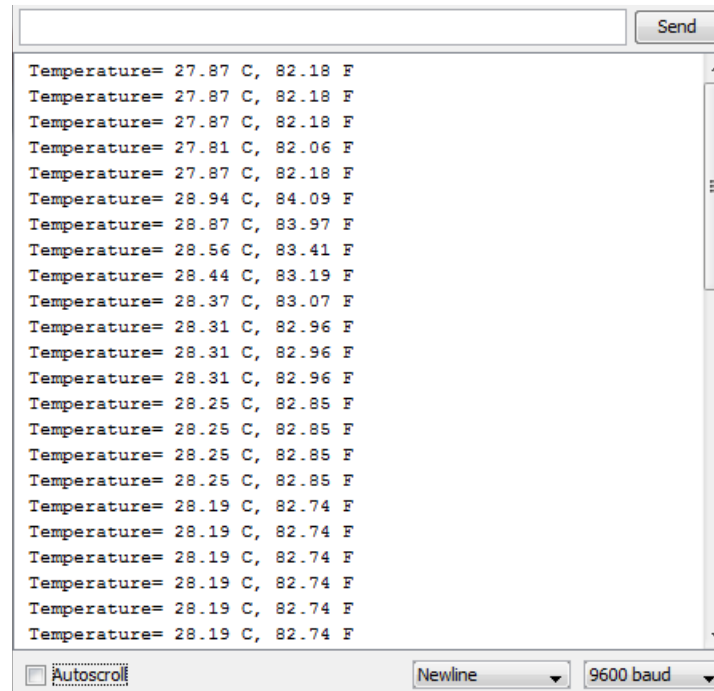 Send
Temperature= 27.87 C, 82.18 F
Temperature= 27.87 C, 82.18 F
Temperature= 27.87 C, 82.18 F
Temperature= 27.81 C, 82.06 F
Temperature= 27.87 C, 82.18 F
Temperature= 28.94 C, 84.09 F
Temperature= 28.87 C, 83.97 F
Temperature= 28.56 C, 83.41 F
Temperature= 28.44 C, 83.19 F
Temperature= 28.37 C, 83.07 F
Temperature= 28.31 C, 82.96 F
Temperature= 28.31 C, 82.96 F
Temperature= 28.31 C, 82.96 F
Temperature= 28.25 C, 82.85 F
Temperature= 28.25 C, 82.85 F
Temperature= 28.25 C, 82.85 F
Temperature= 28.25 C, 82.85 F
Temperature= 28.19 C, 82.74 F
Temperature= 28.19 C, 82.74 F
Temperature= 28.19 C, 82.74 F
Temperature= 28.19 C, 82.74 F
Temperature= 28.19 C, 82.74 F
Temperature= 28.19 C, 82.74 F
Autoscroll Newline 9600 baud